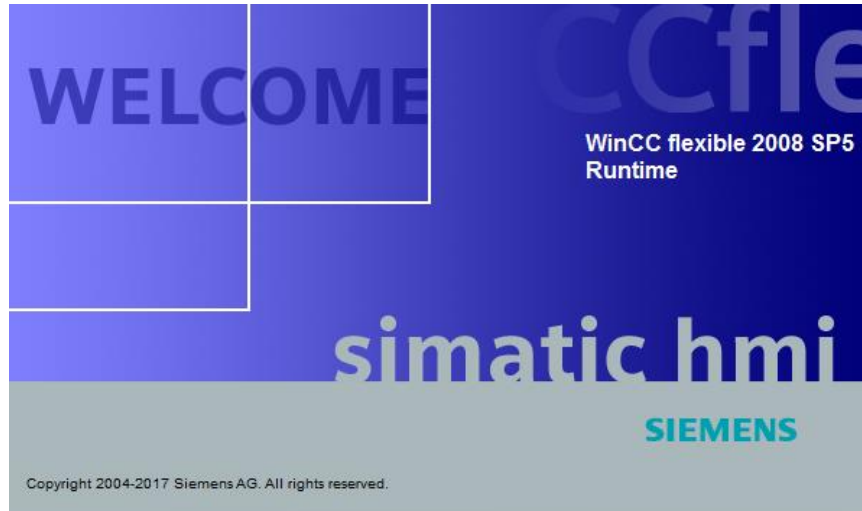 WELCOME
CCfle
WinCC flexible 2008 SP5
Runtime
simatic hmi
SIEMENS
Copyright 2004-2017 Siemens AG. All rights reserved.